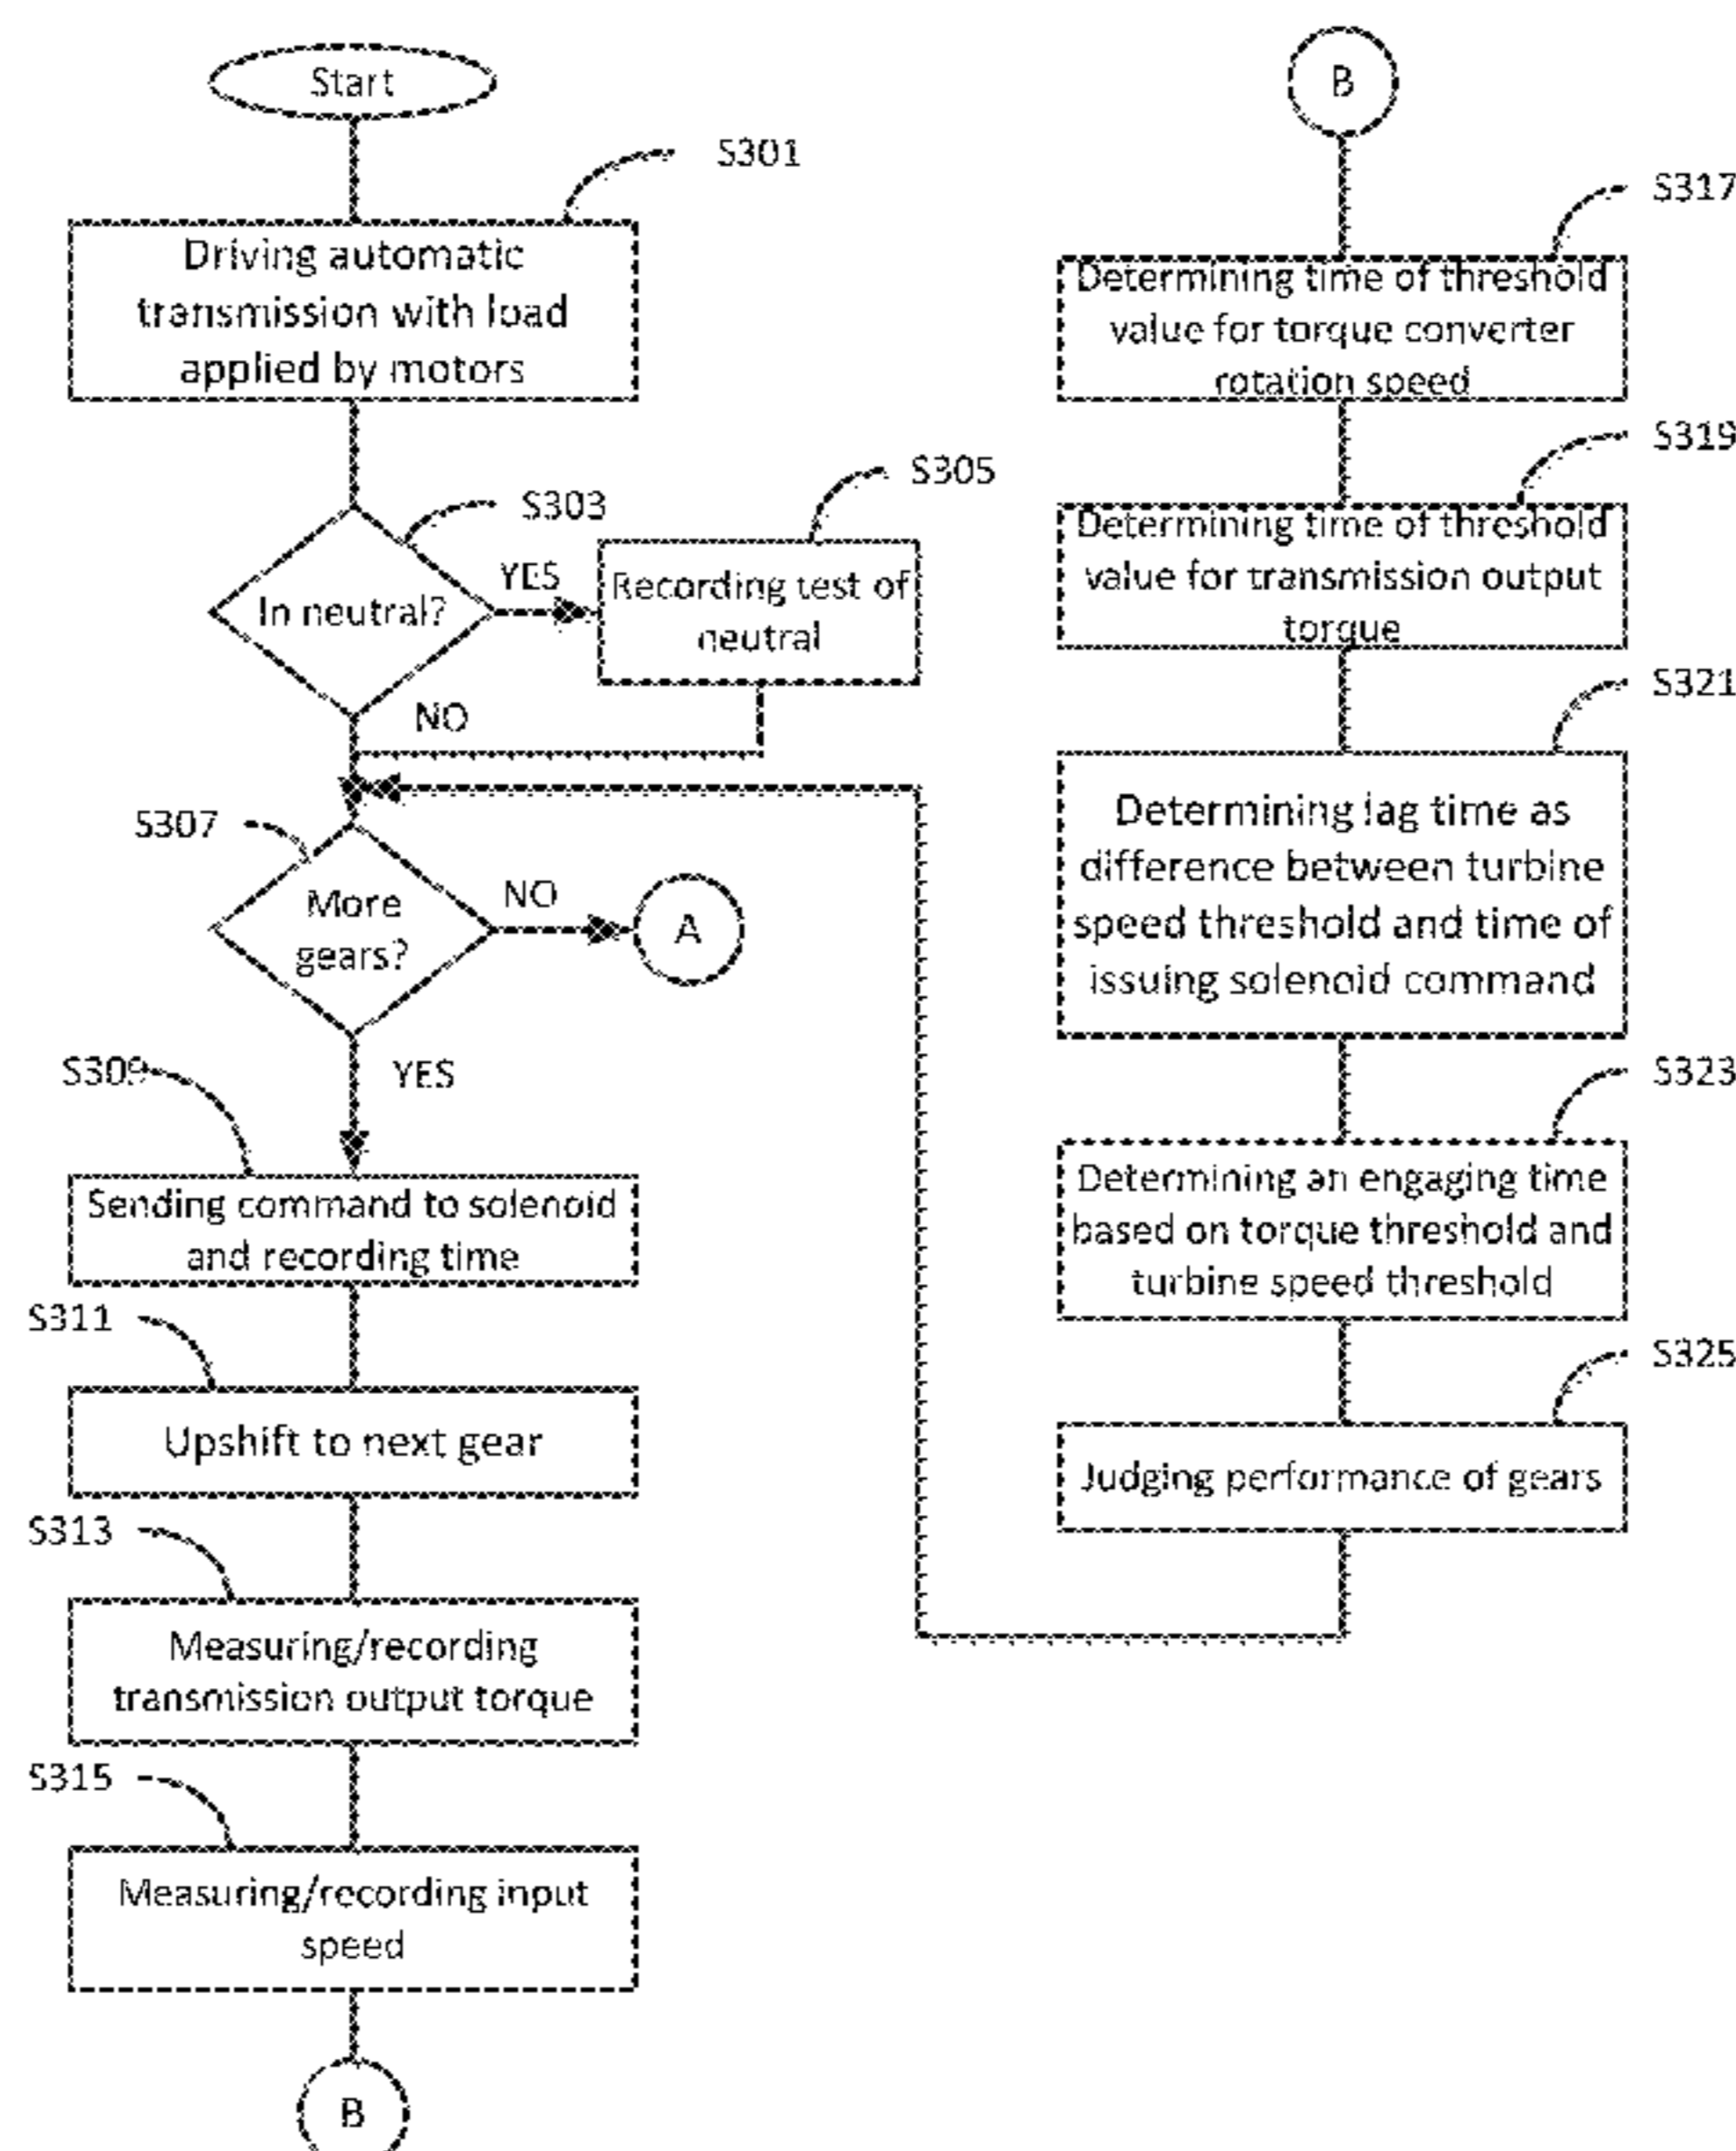 Start
S301
Driving automatic
transmission with load
applied by motors
S303
In neutral?
YES
S305
Recording test of
neutral
NO
S307
More
gears?
NO
A
YES
S309
Sending command to solenoid
and recording time
S311
Upshift to next gear
S313
Measuring/recording
transmission output torque
S315
Measuring/recording input
speed
B
B
S317
Determining time of threshold
value for torque converter
rotation speed
S319
Determining time of threshold
value for transmission output
torque
S321
Determining lag time as
difference between turbine
speed threshold and time of
issuing solenoid command
S323
Determining an engaging time
based on torque threshold and
turbine speed threshold
S325
Judging performance of gears